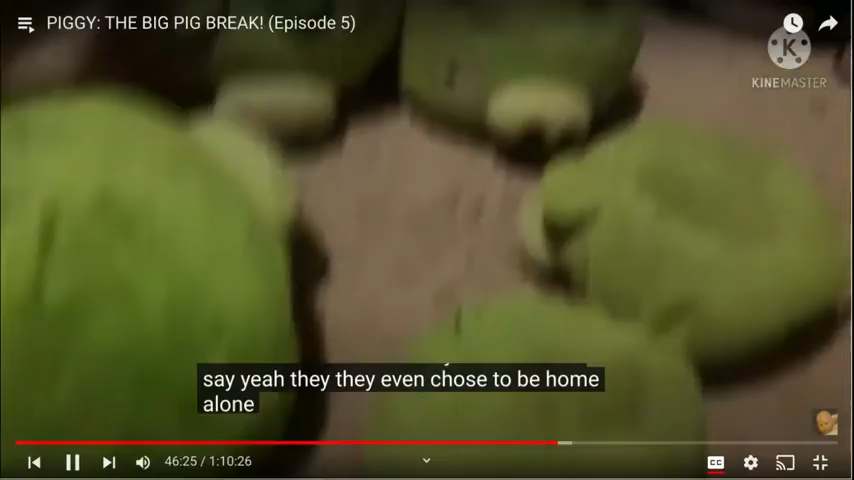 PIGGY: THE BIG PIG BREAK! (Episode 5)
K
KINEMASTER
say yeah they they even chose to be home
alone
46:25 / 1:10:26
CC